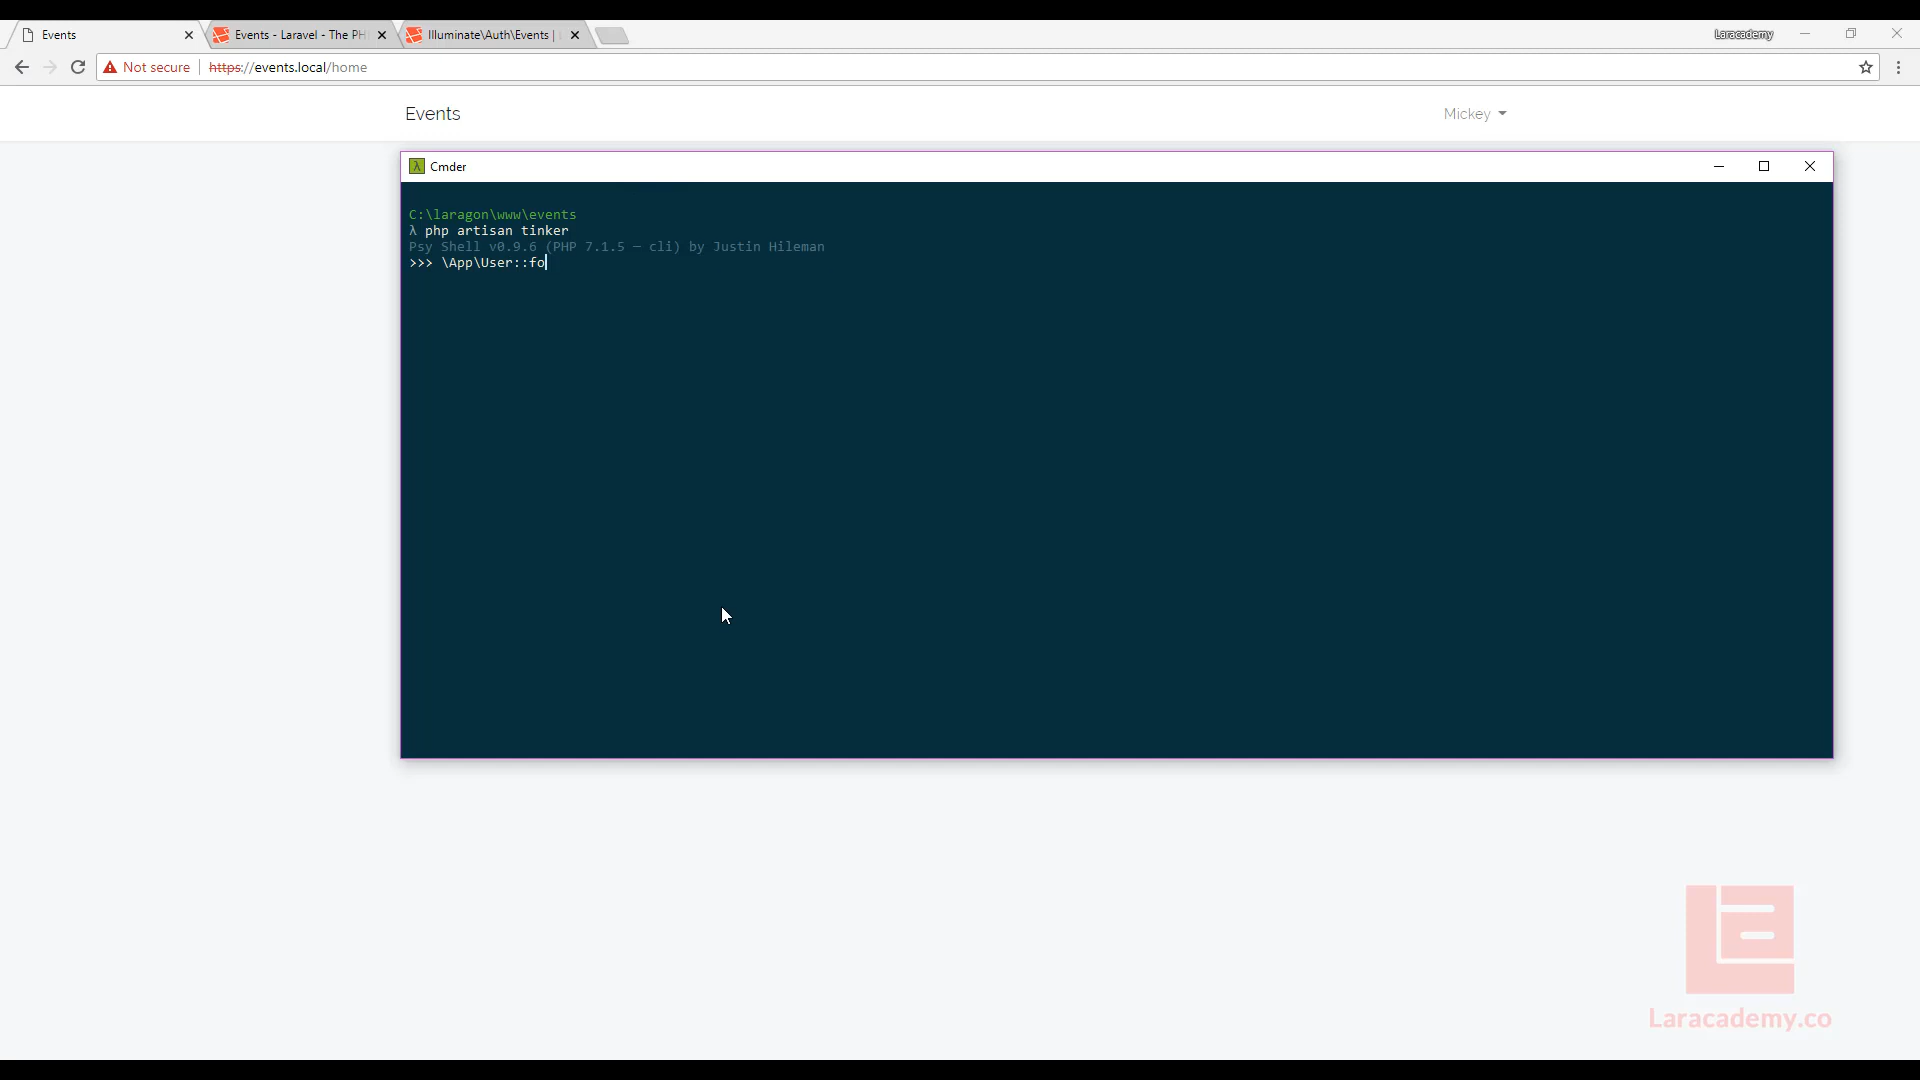 Events
Events - Laravel - The PH
Illuminate\Auth\Events |
Laracademy
Not secure
https://events.local/home
Events
Mickey
Cmder
C:\laragon\www\events
λ php artisan tinker
Psy Shell v0.9.6 (PHP 7.1.5 — cli) by Justin Hileman
>>> \App\User::fo
Laracademy.co